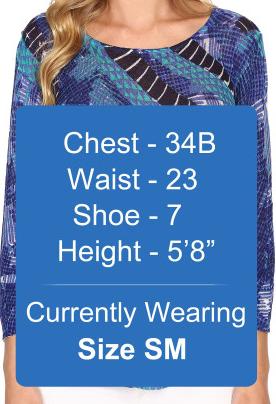 Chest - 34B
Waist - 23
Shoe - 7
Height - 5’8”
Currently Wearing
Size SM